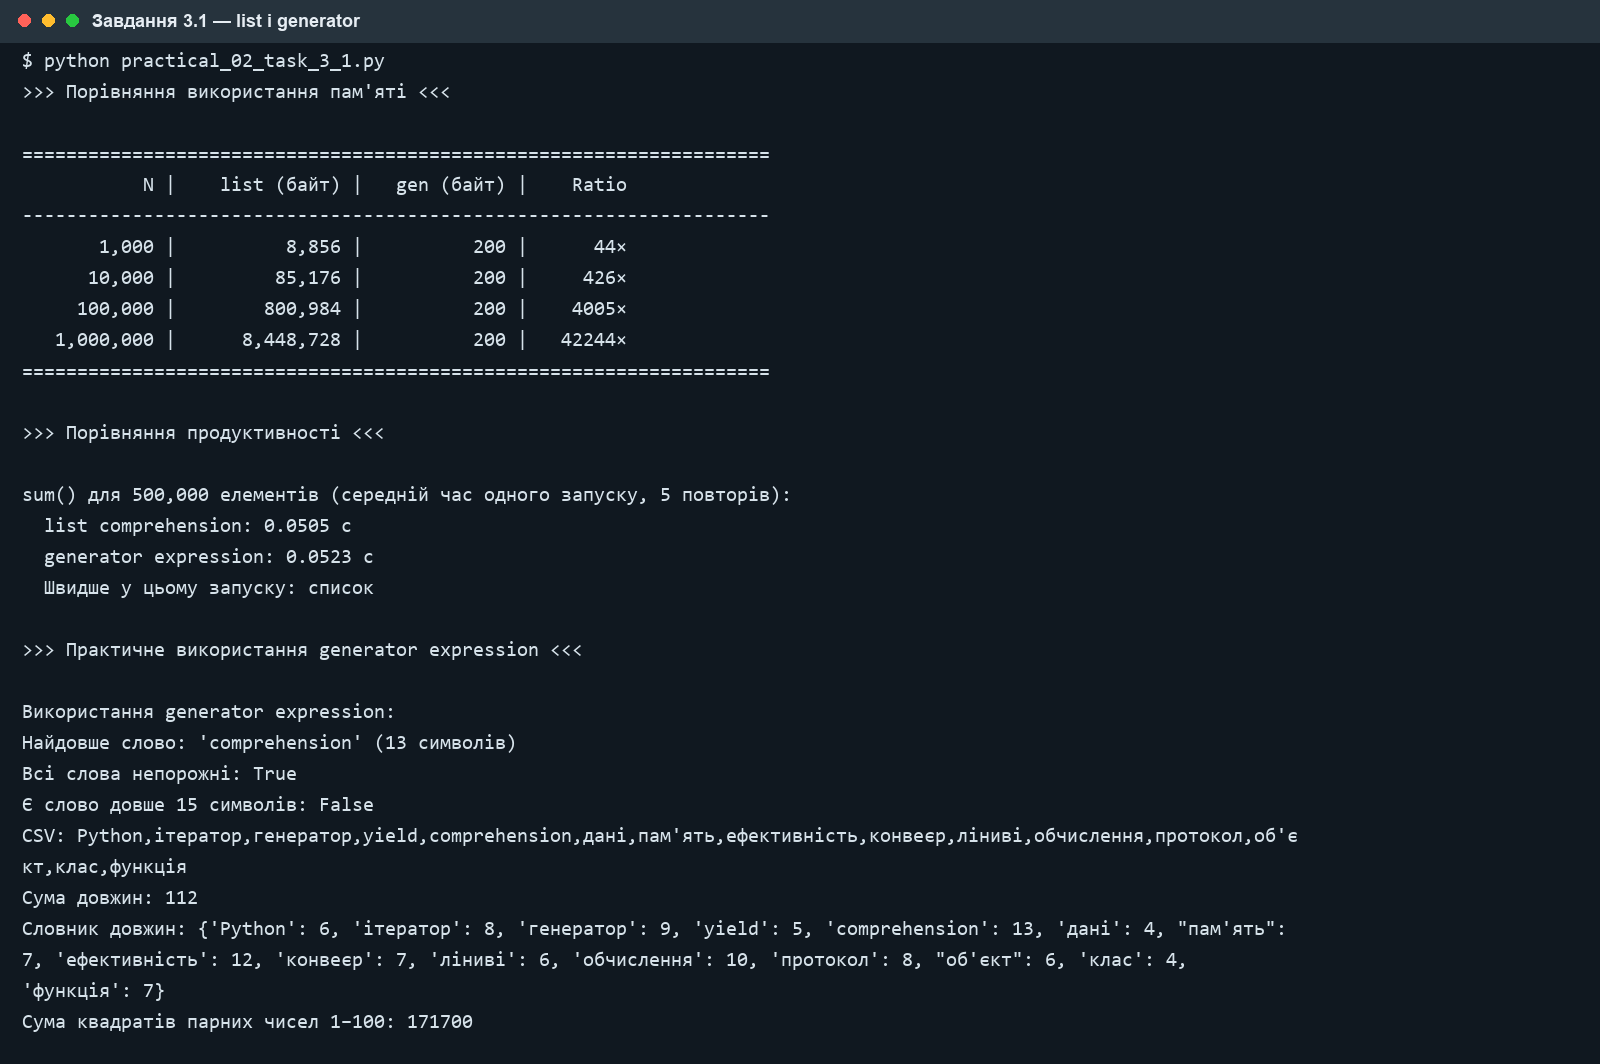 Завдання 3.1 — list і generator
$ python practical_02_task_3_1.py
>>> Порівняння використання пам'яті <<<
====================================================================
           N |    list (байт) |   gen (байт) |    Ratio
--------------------------------------------------------------------
       1,000 |          8,856 |          200 |      44×
      10,000 |         85,176 |          200 |     426×
     100,000 |        800,984 |          200 |    4005×
   1,000,000 |      8,448,728 |          200 |   42244×
====================================================================
>>> Порівняння продуктивності <<<
sum() для 500,000 елементів (середній час одного запуску, 5 повторів):
  list comprehension: 0.0505 с
  generator expression: 0.0523 с
  Швидше у цьому запуску: список
>>> Практичне використання generator expression <<<
Використання generator expression:
Найдовше слово: 'comprehension' (13 символів)
Всі слова непорожні: True
Є слово довше 15 символів: False
CSV: Python,ітератор,генератор,yield,comprehension,дані,пам'ять,ефективність,конвеєр,ліниві,обчислення,протокол,об'є
кт,клас,функція
Сума довжин: 112
Словник довжин: {'Python': 6, 'ітератор': 8, 'генератор': 9, 'yield': 5, 'comprehension': 13, 'дані': 4, "пам'ять":
7, 'ефективність': 12, 'конвеєр': 7, 'ліниві': 6, 'обчислення': 10, 'протокол': 8, "об'єкт": 6, 'клас': 4,
'функція': 7}
Сума квадратів парних чисел 1–100: 171700